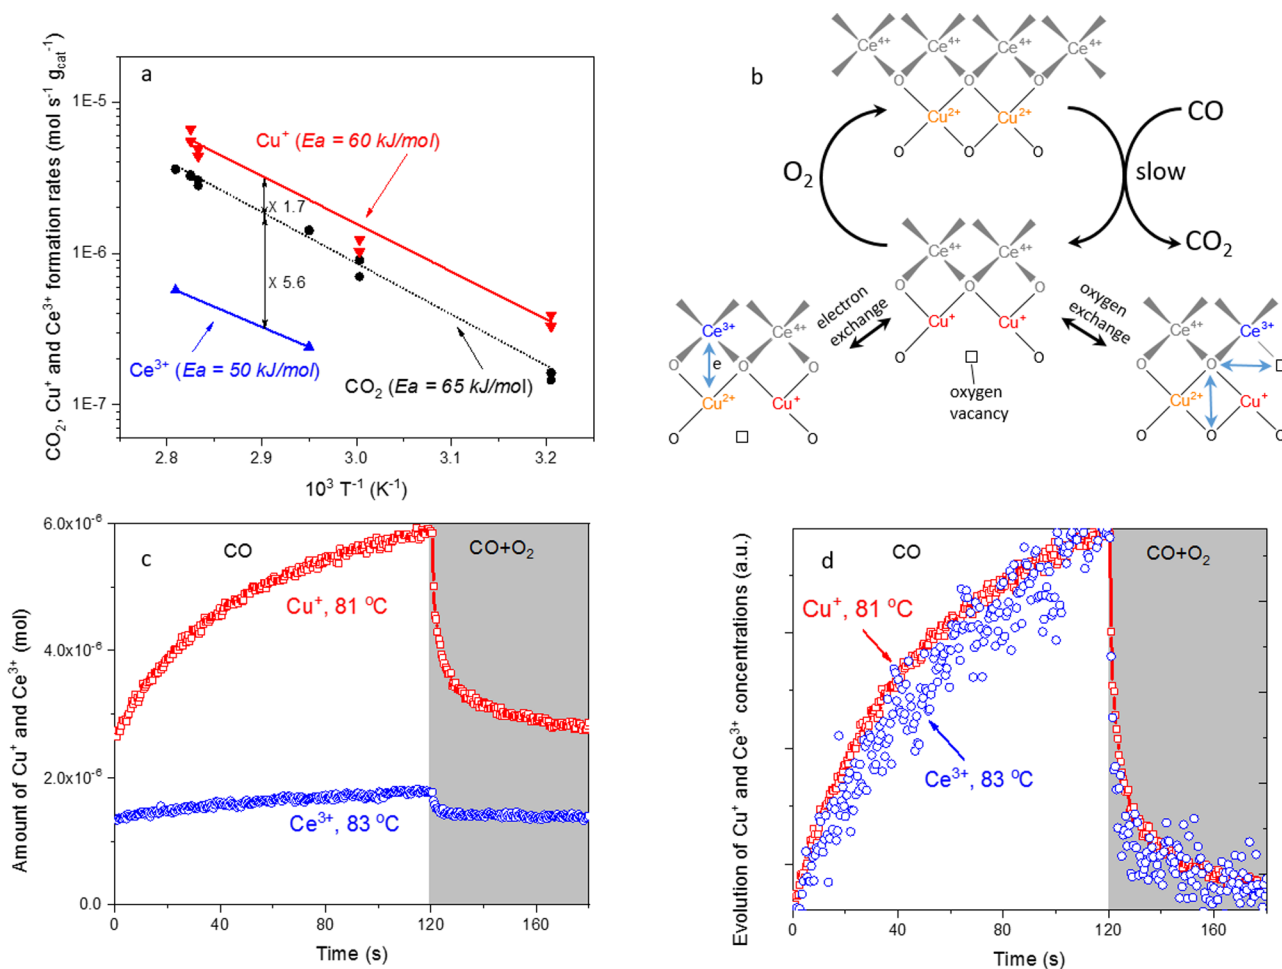 a
CO₂, Cu⁺ and Ce³⁺ formation rates (mol s⁻¹ g_cat⁻¹)
1E-5
1E-6
1E-7
Cu⁺ (Ea = 60 kJ/mol)
X 1.7
X 5.6
Ce³⁺ (Ea = 50 kJ/mol)
CO₂ (Ea = 65 kJ/mol)
2.8 2.9 3.0 3.1 3.2
10³ T⁻¹ (K⁻¹)
b
Ce⁴⁺ Ce⁴⁺ Ce⁴⁺ Ce⁴⁺
O O O
Cu²⁺ Cu²⁺
O O O
O₂
CO
slow
CO₂
Ce⁴⁺ Ce⁴⁺
O O O
Cu⁺ Cu⁺
O O
oxygen
vacancy
electron
exchange
oxygen
exchange
Ce³⁺ Ce⁴⁺
e
O O O
Cu²⁺ Cu⁺
O O
Ce⁴⁺ Ce³⁺
O O
Cu²⁺ Cu⁺
O O O
c
Amount of Cu⁺ and Ce³⁺ (mol)
6.0x10⁻⁶
4.0x10⁻⁶
2.0x10⁻⁶
0.0
CO
CO+O₂
Cu⁺, 81 °C
Ce³⁺, 83 °C
0 40 80 120 160
Time (s)
d
Evolution of Cu⁺ and Ce³⁺ concentrations (a.u.)
CO
CO+O₂
Cu⁺, 81 °C
Ce³⁺, 83 °C
0 40 80 120 160
Time (s)